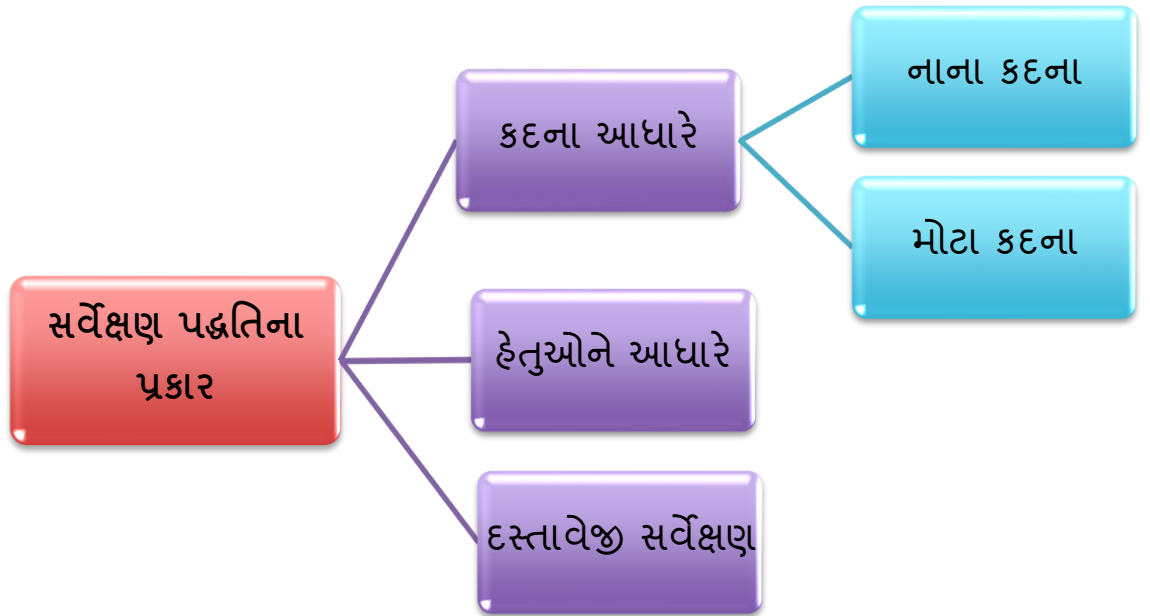 સર્વેક્ષણ પદ્ધતિના
પ્રકાર
કદના આધારે
નાના કદના
મોટા કદના
હેતુઓને આધારે
દસ્તાવેજી સર્વેક્ષણ